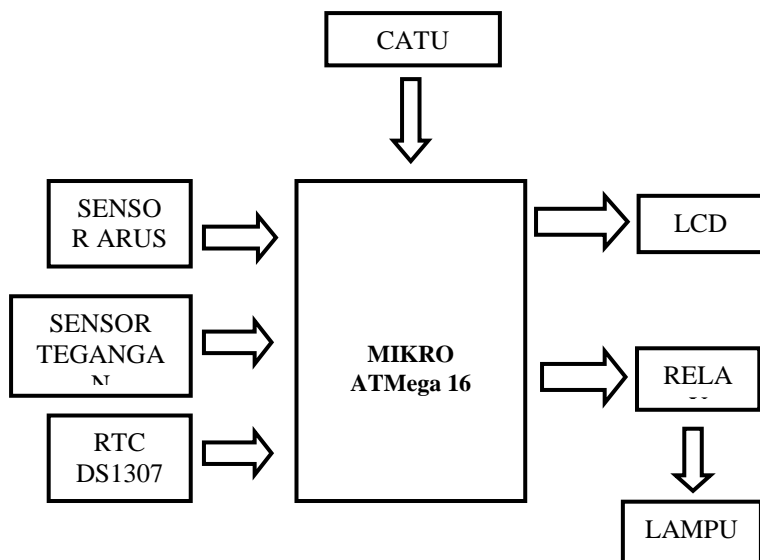 CATU
SENSO
R ARUS
LCD
SENSOR
TEGANGA
MIKRO
ATMega 16
RELA
RTC
DS1307
LAMPU